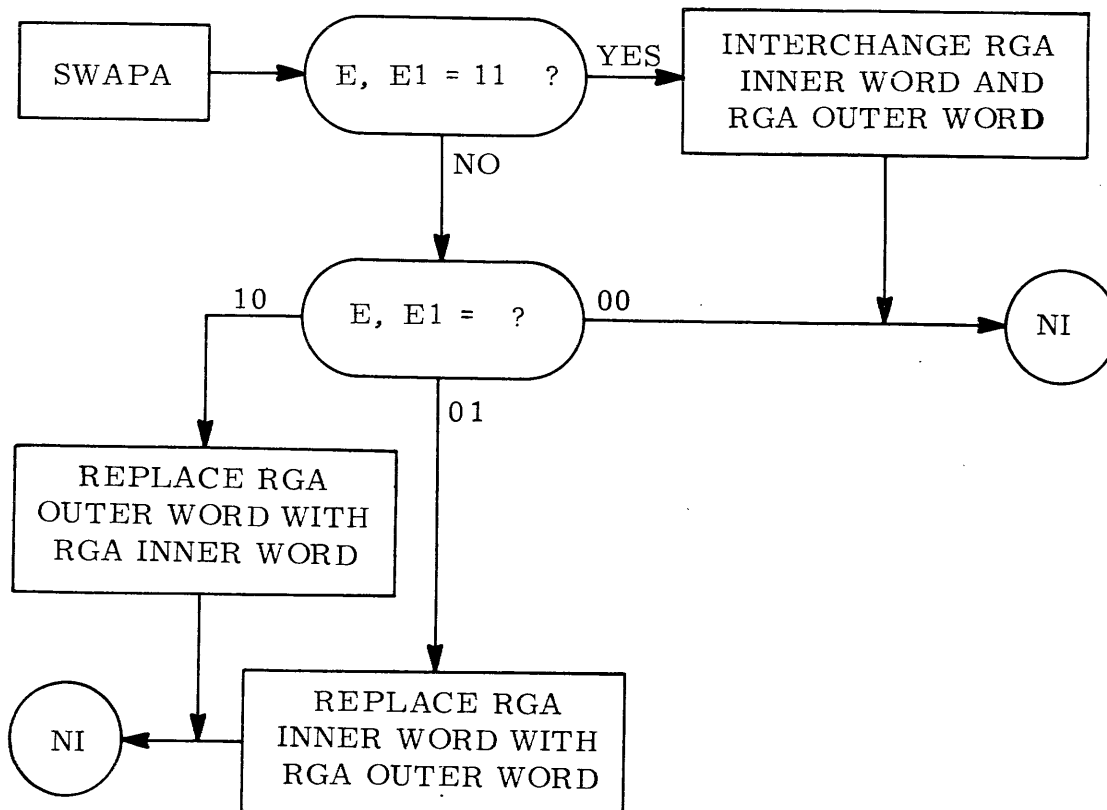 SWAPA
E, E1 = 11 ?
YES
INTERCHANGE RGA
INNER WORD AND
RGA OUTER WORD
NO
10
E, E1 = ?
00
NI
01
REPLACE RGA
OUTER WORD WITH
RGA INNER WORD
NI
REPLACE RGA
INNER WORD WITH
RGA OUTER WORD